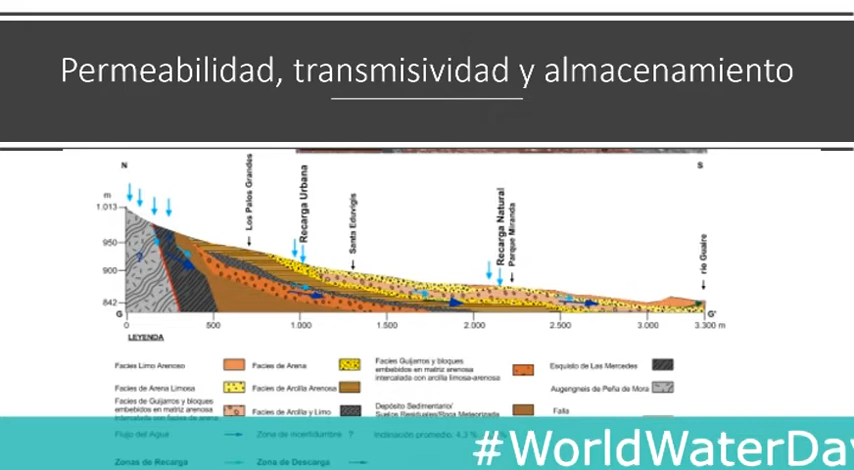 Permeabilidad, transmisividad y almacenamiento
N
S
Los Palos Grandes
Recarga Urbana
Santa Eduvigis
Recarga Natural
Parque Miranda
río Guaire
m
1.013
950
900
842
?
G
G'
0
500
1.000
1.500
2.000
2.500
3.000
3.300 m
LEYENDA
Facies Limo Arenoso
Facies de Arena Limosa
Facies de Guijarros y bloques
embebidos en matriz arenosa
intercalada con facies de arena
Facies de Arena
Facies de Arcilla Arenosa
Facies de Arcilla y Limo
Facies Guijarros y bloques
embebidos en matriz arenosa
intercalada con arcilla limosa-arenosa
Depósito Sedimentario/
Suelos Residuales/Roca Meteorizada
Esquisto de Las Mercedes
Augengneis de Peña de Mora
Falla
Flujo del Agua
Zona de incertidumbre ?
Inclinación promedio: 4,3 %
Zonas de Recarga
Zona de Descarga
#WorldWaterDay